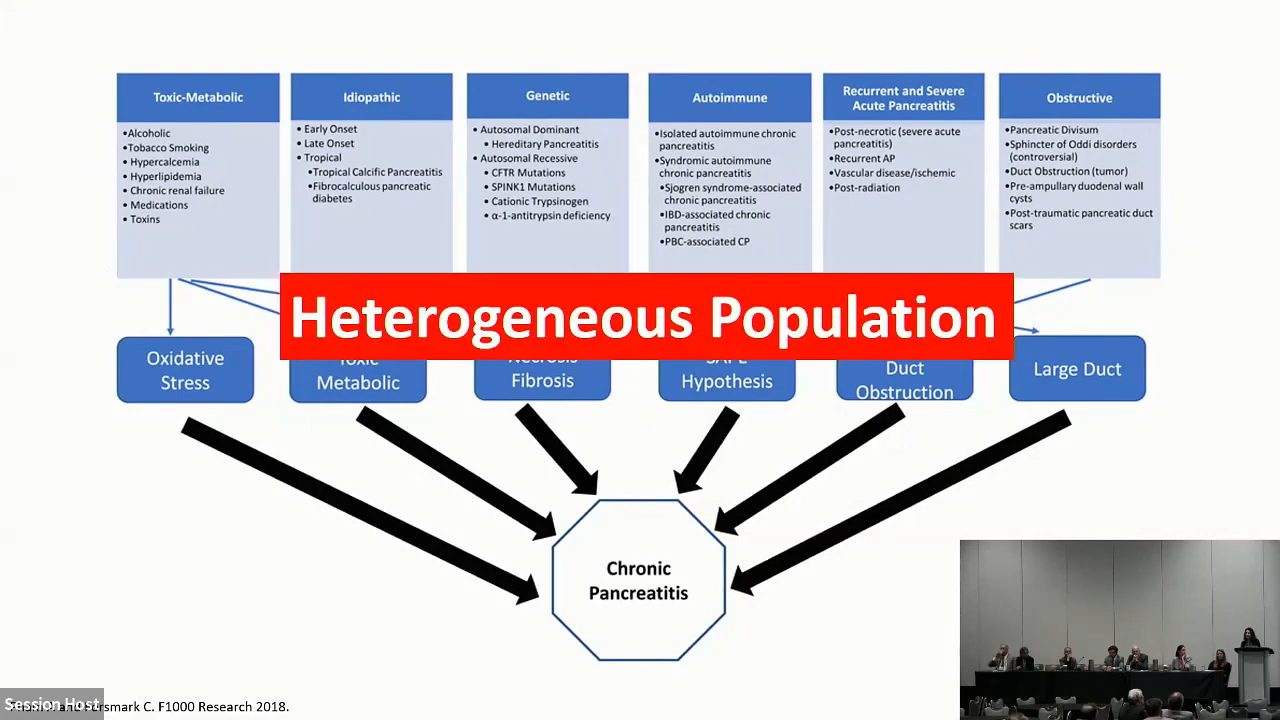 Toxic-Metabolic
•Alcoholic
•Tobacco Smoking
• Hypercalcemia
• Hyperlipidemia
• Chronic renal failure
• Medications
• Toxins
Idiopathic
• Early Onset
• Late Onset
• Tropical
•Tropical Calcific Pancreatitis
•Fibrocalculous pancreatic
diabetes
Genetic
• Autosomal Dominant
• Hereditary Pancreatitis
• Autosomal Recessive
• CFTR Mutations
• SPINK1 Mutations
• Cationic Trypsinogen
• α-1-antitrypsin deficiency
Autoimmune
•Isolated autoimmune chronic
pancreatitis
•Syndromic autoimmune
chronic pancreatitis
•Sjogren syndrome-associated
chronic pancreatitis
•IBD-associated chronic
pancreatitis
•PBC-associated CP
Recurrent and Severe
Acute Pancreatitis
•Post-necrotic (severe acute
pancreatitis)
•Recurrent AP
•Vascular disease/ischemic
•Post-radiation
Obstructive
•Pancreatic Divisum
•Sphincter of Oddi disorders
(controversial)
•Duct Obstruction (tumor)
•Pre-ampullary duodenal wall
cysts
•Post-traumatic pancreatic duct
scars
Heterogeneous Population
Oxidative
Stress
Toxic
Metabolic
Necrosis
Fibrosis
SAPE
Hypothesis
Duct
Obstruction
Large Duct
Chronic
Pancreatitis
Session Host
C. F1000 Research 2018.